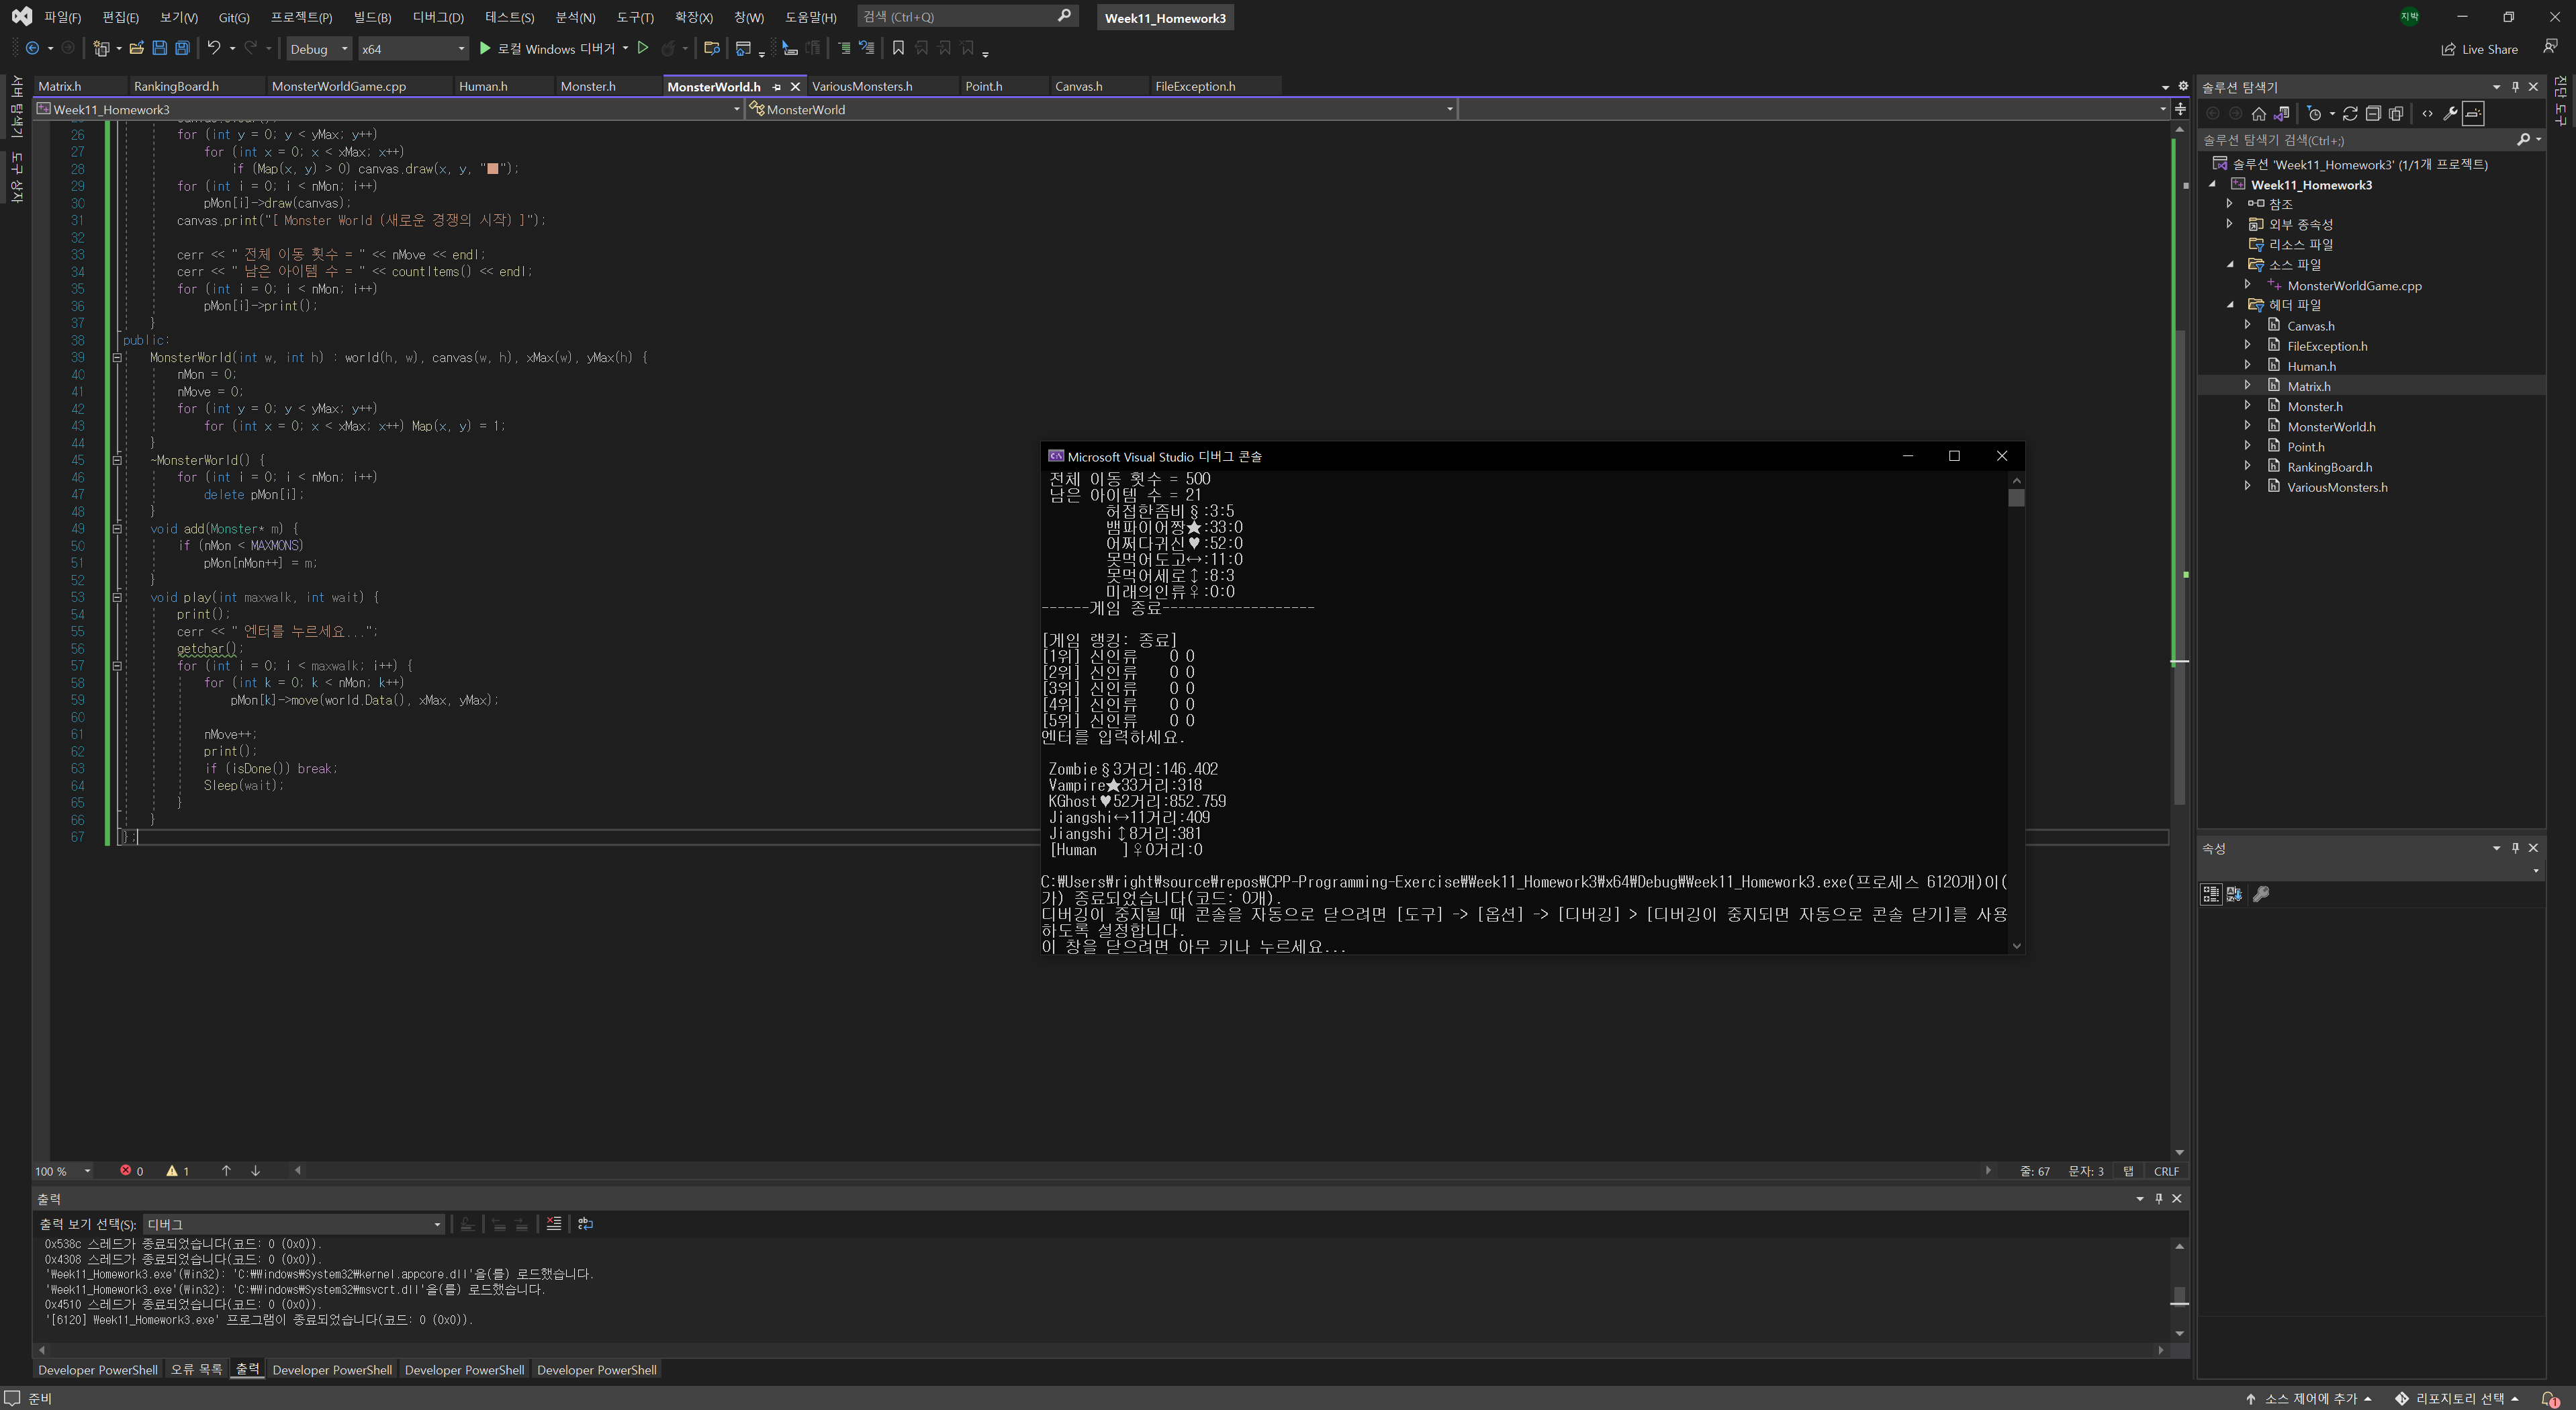 파일(F) 편집(E) 보기(V) Git(G) 프로젝트(P) 빌드(B) 디버그(D) 테스트(S) 분석(N) 도구(T) 확장(X) 창(W) 도움말(H) 검색 (Ctrl+Q) Week11_Homework3 지박
Debug x64 로컬 Windows 디버거 Live Share
서버 탐색기 도구 상자
Matrix.h RankingBoard.h MonsterWorldGame.cpp Human.h Monster.h MonsterWorld.h VariousMonsters.h Point.h Canvas.h FileException.h
Week11_Homework3 MonsterWorld
26 for (int y = 0; y < yMax; y++)
27 for (int x = 0; x < xMax; x++)
28 if (Map(x, y) > 0) canvas.draw(x, y, "■");
29 for (int i = 0; i < nMon; i++)
30 pMon[i]->draw(canvas);
31 canvas.print("[ Monster World (새로운 경쟁의 시작) ]");
32
33 cerr << " 전체 이동 횟수 = " << nMove << endl;
34 cerr << " 남은 아이템 수 = " << countItems() << endl;
35 for (int i = 0; i < nMon; i++)
36 pMon[i]->print();
37 }
38 public:
39 MonsterWorld(int w, int h) : world(h, w), canvas(w, h), xMax(w), yMax(h) {
40 nMon = 0;
41 nMove = 0;
42 for (int y = 0; y < yMax; y++)
43 for (int x = 0; x < xMax; x++) Map(x, y) = 1;
44 }
45 ~MonsterWorld() {
46 for (int i = 0; i < nMon; i++)
47 delete pMon[i];
48 }
49 void add(Monster* m) {
50 if (nMon < MAXMONS)
51 pMon[nMon++] = m;
52 }
53 void play(int maxwalk, int wait) {
54 print();
55 cerr << " 엔터를 누르세요...";
56 getchar();
57 for (int i = 0; i < maxwalk; i++) {
58 for (int k = 0; k < nMon; k++)
59 pMon[k]->move(world.Data(), xMax, yMax);
60
61 nMove++;
62 print();
63 if (isDone()) break;
64 Sleep(wait);
65 }
66 }
67 };
Microsoft Visual Studio 디버그 콘솔
전체 이동 횟수 = 500
남은 아이템 수 = 21
허접한좀비§:3:5
뱀파이어짱★:33:0
어쩌다귀신♥:52:0
못먹어도고↔:11:0
못먹어세로↕:8:3
미래의인류♀:0:0
------게임 종료-------------------
[게임 랭킹: 종료]
[1위] 신인류 0 0
[2위] 신인류 0 0
[3위] 신인류 0 0
[4위] 신인류 0 0
[5위] 신인류 0 0
엔터를 입력하세요.
Zombie§3거리:146.402
Vampire★33거리:318
KGhost♥52거리:852.759
Jiangshi↔11거리:409
Jiangshi↕8거리:381
[Human ]♀0거리:0
C:₩Users₩right₩source₩repos₩CPP-Programming-Exercise₩Week11_Homework3₩x64₩Debug₩Week11_Homework3.exe(프로세스 6120개)이(
가) 종료되었습니다(코드: 0개).
디버깅이 중지될 때 콘솔을 자동으로 닫으려면 [도구] -> [옵션] -> [디버깅] > [디버깅이 중지되면 자동으로 콘솔 닫기]를 사용
하도록 설정합니다.
이 창을 닫으려면 아무 키나 누르세요...
솔루션 탐색기
솔루션 탐색기 검색(Ctrl+;)
솔루션 'Week11_Homework3' (1/1개 프로젝트)
Week11_Homework3
참조
외부 종속성
리소스 파일
소스 파일
MonsterWorldGame.cpp
헤더 파일
Canvas.h
FileException.h
Human.h
Matrix.h
Monster.h
MonsterWorld.h
Point.h
RankingBoard.h
VariousMonsters.h
속성
진단 도구
100 % 0 1 줄: 67 문자: 3 탭 CRLF
출력
출력 보기 선택(S): 디버그
0x538c 스레드가 종료되었습니다(코드: 0 (0x0)).
0x4308 스레드가 종료되었습니다(코드: 0 (0x0)).
'Week11_Homework3.exe'(Win32): 'C:₩Windows₩System32₩kernel.appcore.dll'을(를) 로드했습니다.
'Week11_Homework3.exe'(Win32): 'C:₩Windows₩System32₩msvcrt.dll'을(를) 로드했습니다.
0x4510 스레드가 종료되었습니다(코드: 0 (0x0)).
'[6120] Week11_Homework3.exe' 프로그램이 종료되었습니다(코드: 0 (0x0)).
Developer PowerShell 오류 목록 출력 Developer PowerShell Developer PowerShell Developer PowerShell
준비 소스 제어에 추가 리포지토리 선택 1